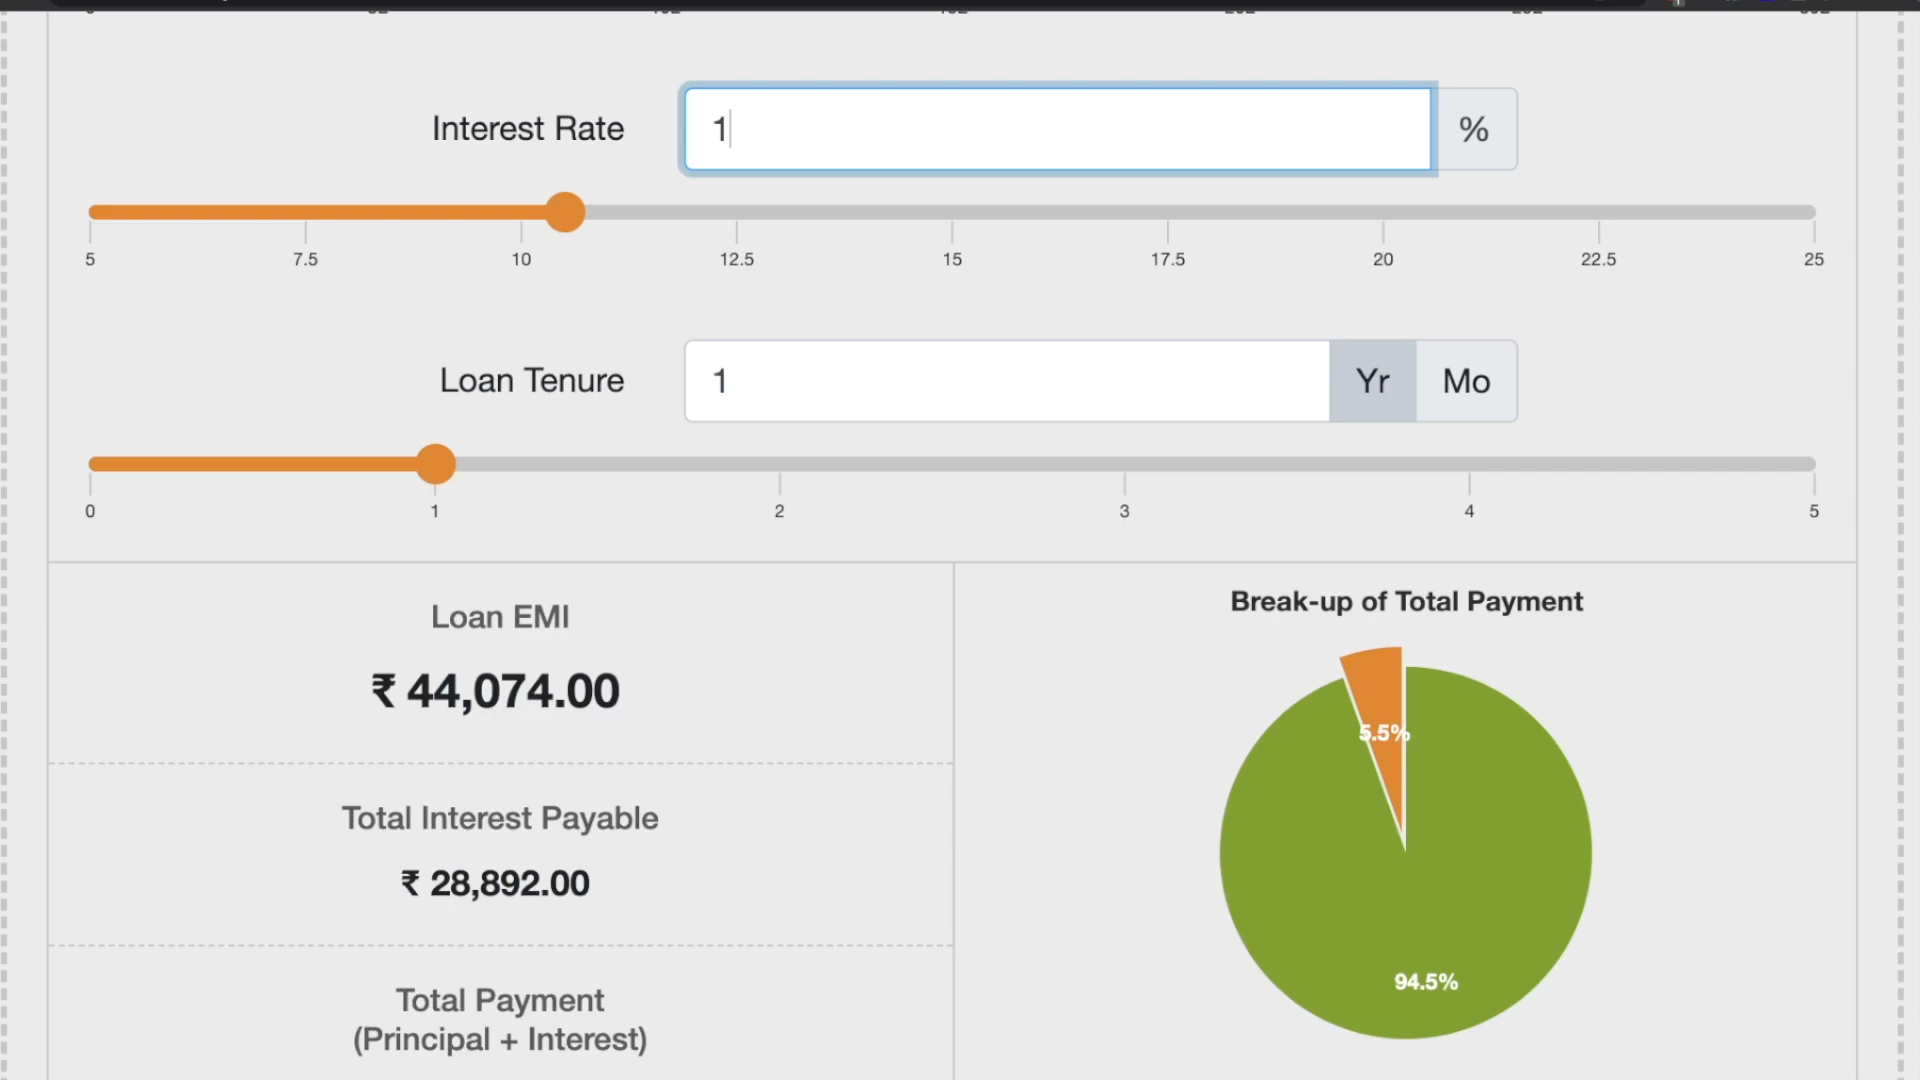 Interest Rate
1
%
5 7.5 10 12.5 15 17.5 20 22.5 25
Loan Tenure
1
Yr Mo
0 1 2 3 4 5
Loan EMI
₹ 44,074.00
Total Interest Payable
₹ 28,892.00
Total Payment
(Principal + Interest)
Break-up of Total Payment
5.5%
94.5%